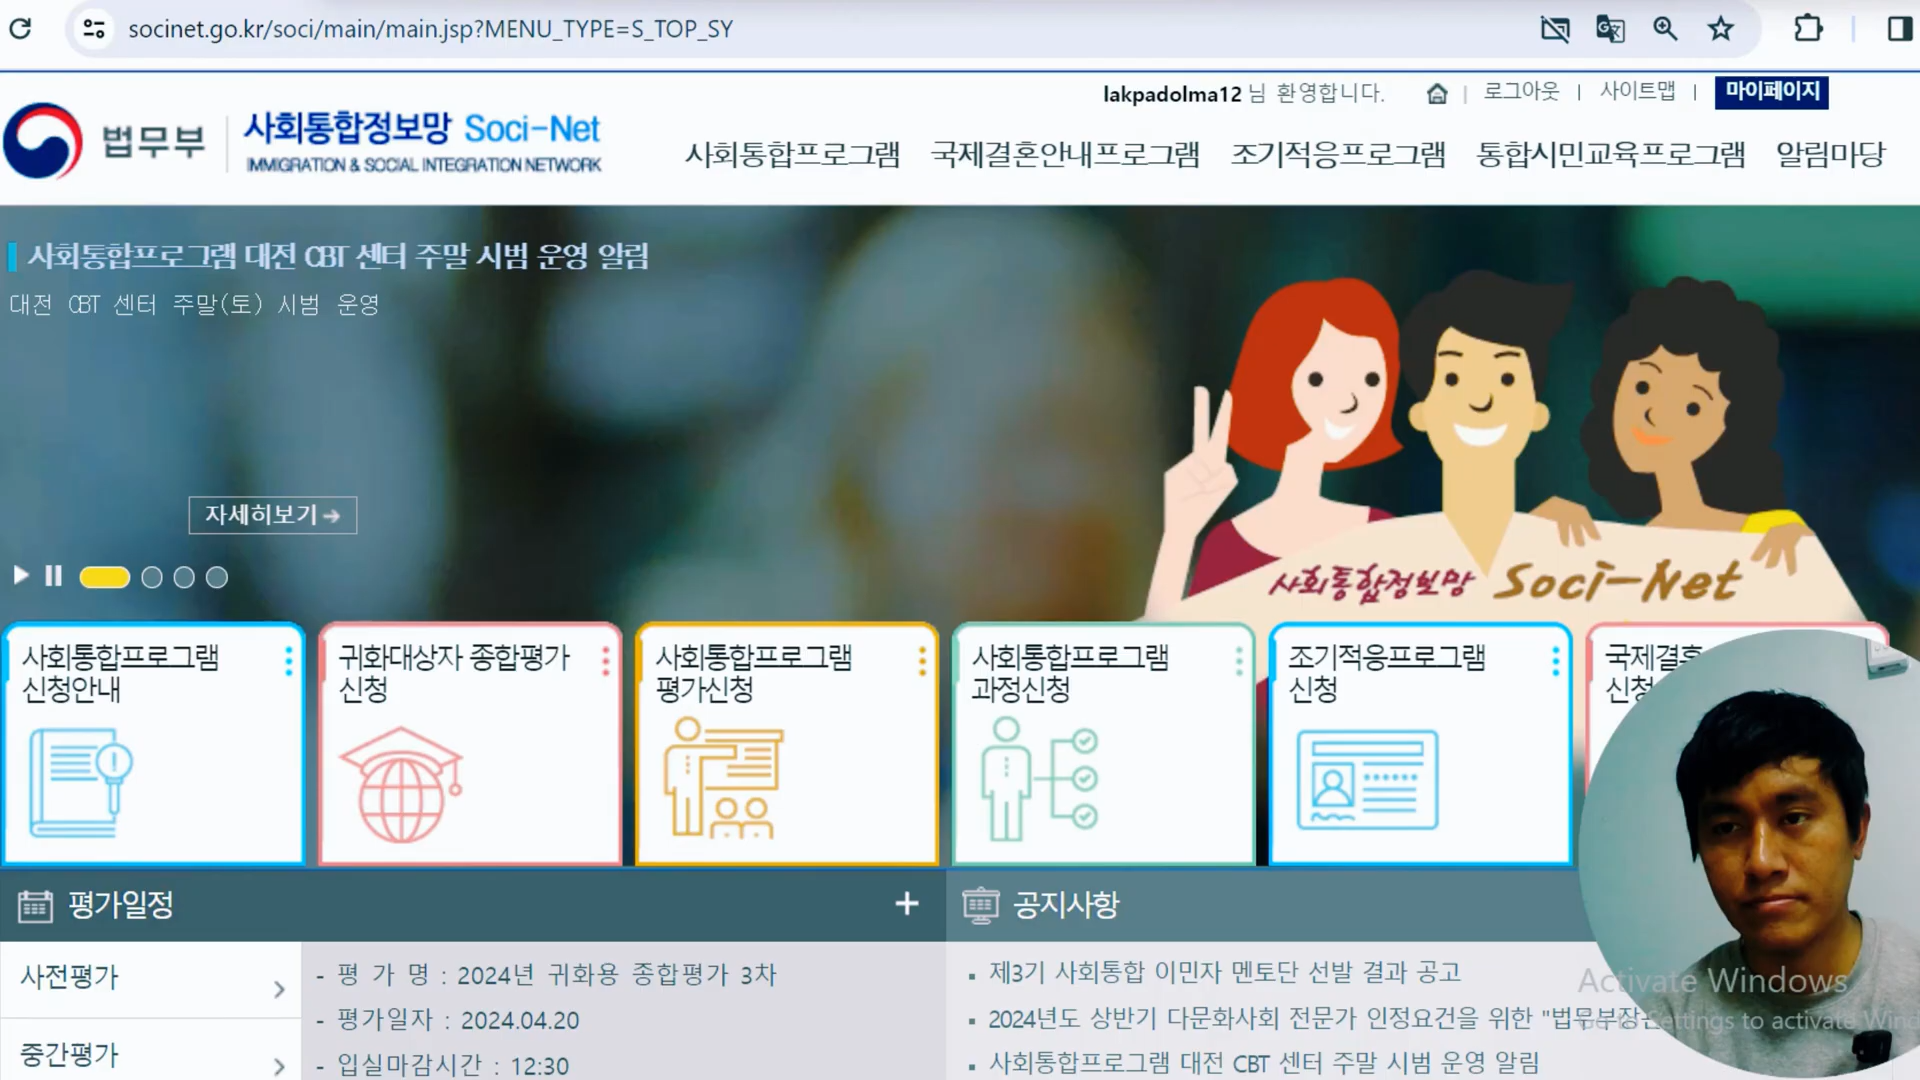 socinet.go.kr/soci/main/main.jsp?MENU_TYPE=S_TOP_SY
lakpadolma12 님 환영합니다. | 로그아웃 | 사이트맵 | 마이페이지
법무부
사회통합정보망 Soci-Net
IMMIGRATION & SOCIAL INTEGRATION NETWORK
사회통합프로그램 국제결혼안내프로그램 조기적응프로그램 통합시민교육프로그램 알림마당
사회통합프로그램 대전 CBT 센터 주말 시범 운영 알림
대전 CBT 센터 주말(토) 시범 운영
자세히보기
사회통합정보망 Soci-Net
사회통합프로그램
신청안내
귀화대상자 종합평가
신청
사회통합프로그램
평가신청
사회통합프로그램
과정신청
조기적응프로그램
신청
국제결혼
신청
평가일정 +
사전평가
중간평가
- 평 가 명 : 2024년 귀화용 종합평가 3차
- 평가일자 : 2024.04.20
- 입실마감시간 : 12:30
공지사항
제3기 사회통합 이민자 멘토단 선발 결과 공고
2024년도 상반기 다문화사회 전문가 인정요건을 위한 "법무부장
사회통합프로그램 대전 CBT 센터 주말 시범 운영 알림
Activate Windows
Go to Settings to activate Wind